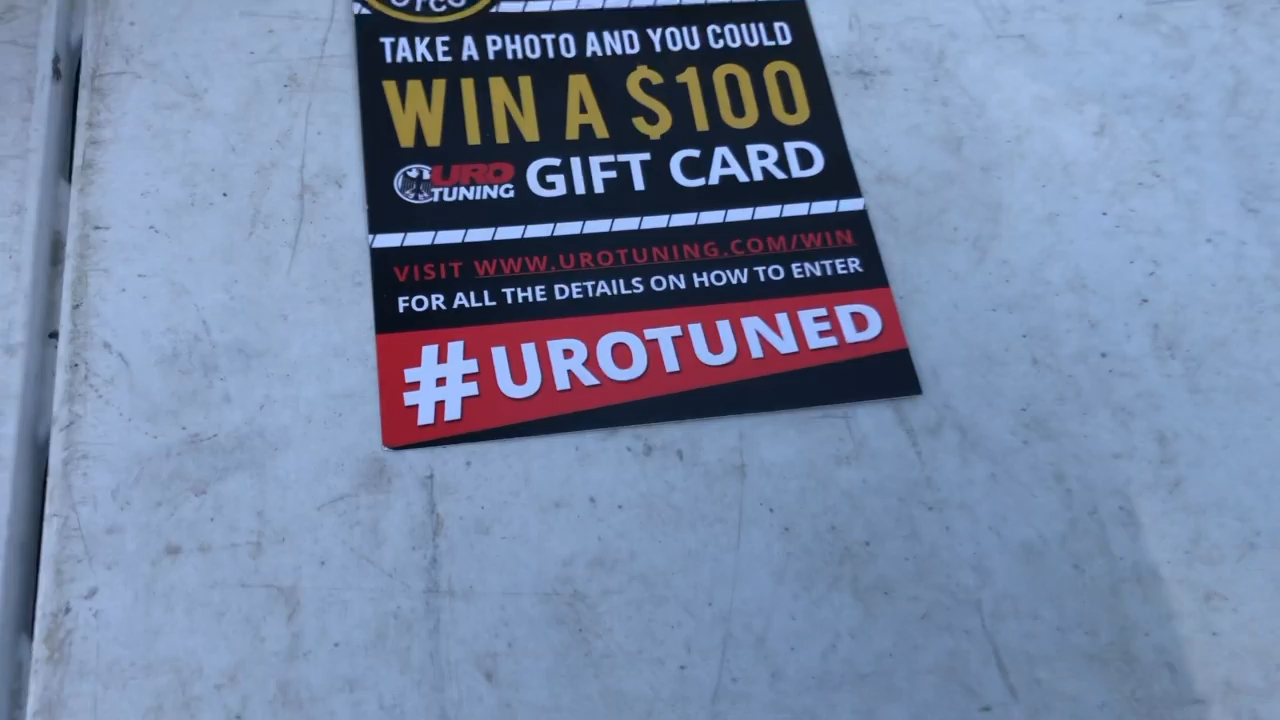 TAKE A PHOTO AND YOU COULD
WIN A $100
URO TUNING GIFT CARD
VISIT WWW.UROTUNING.COM/WIN
FOR ALL THE DETAILS ON HOW TO ENTER
#UROTUNED